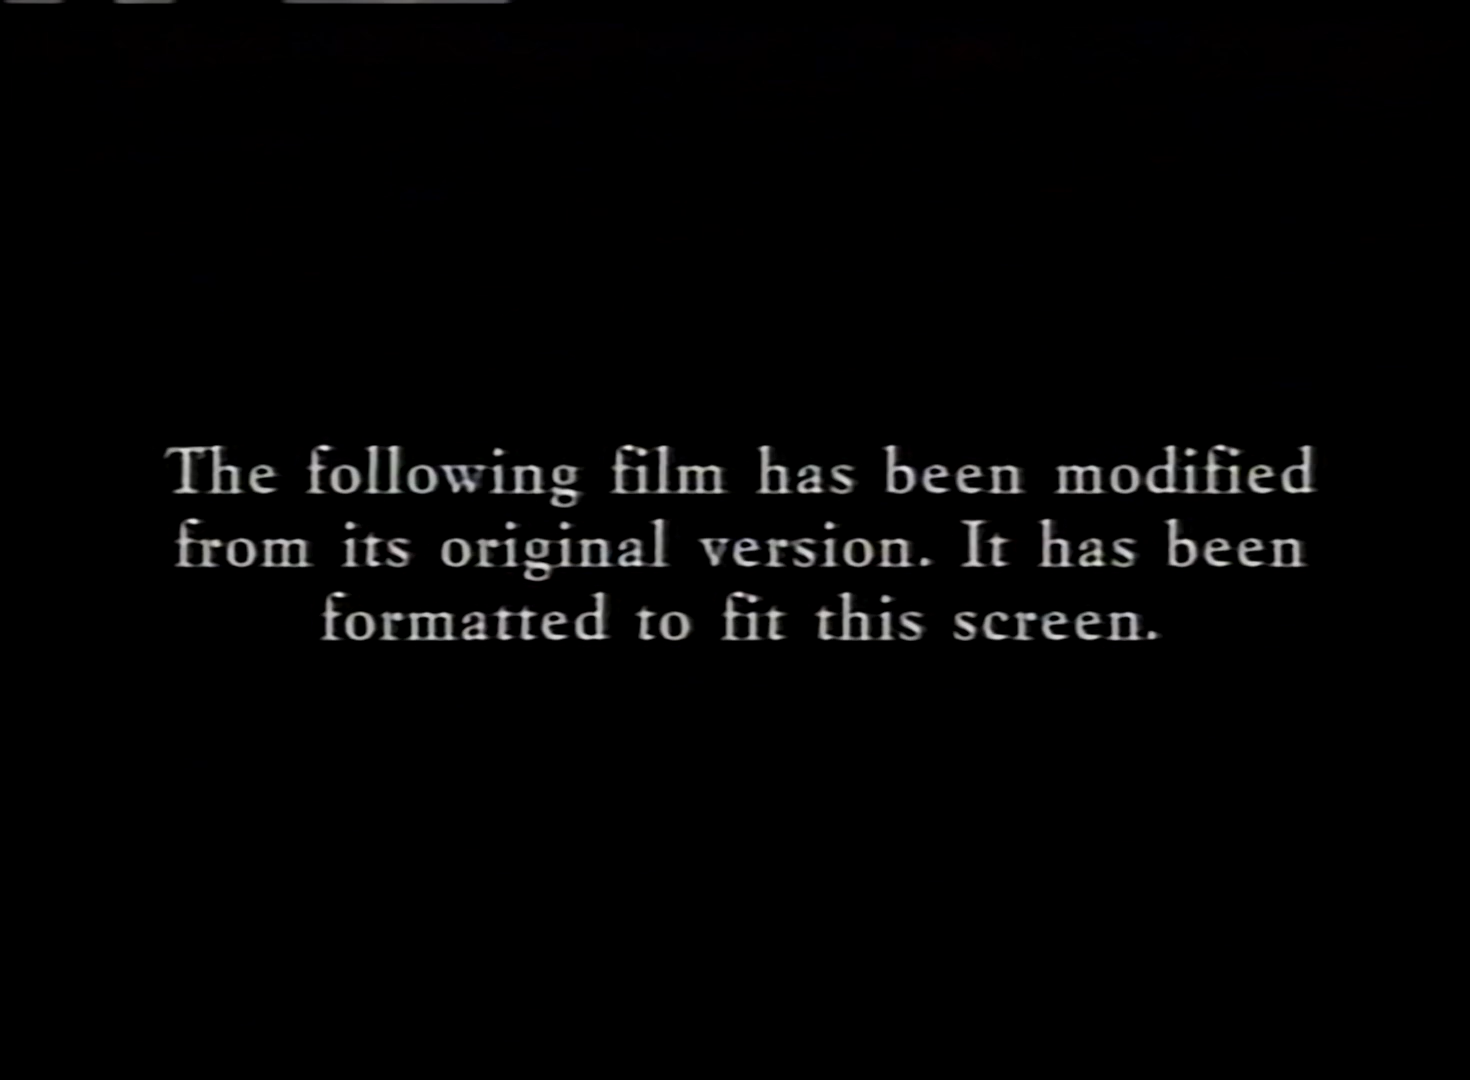 The following film has been modified
from its original version. It has been
formatted to fit this screen.